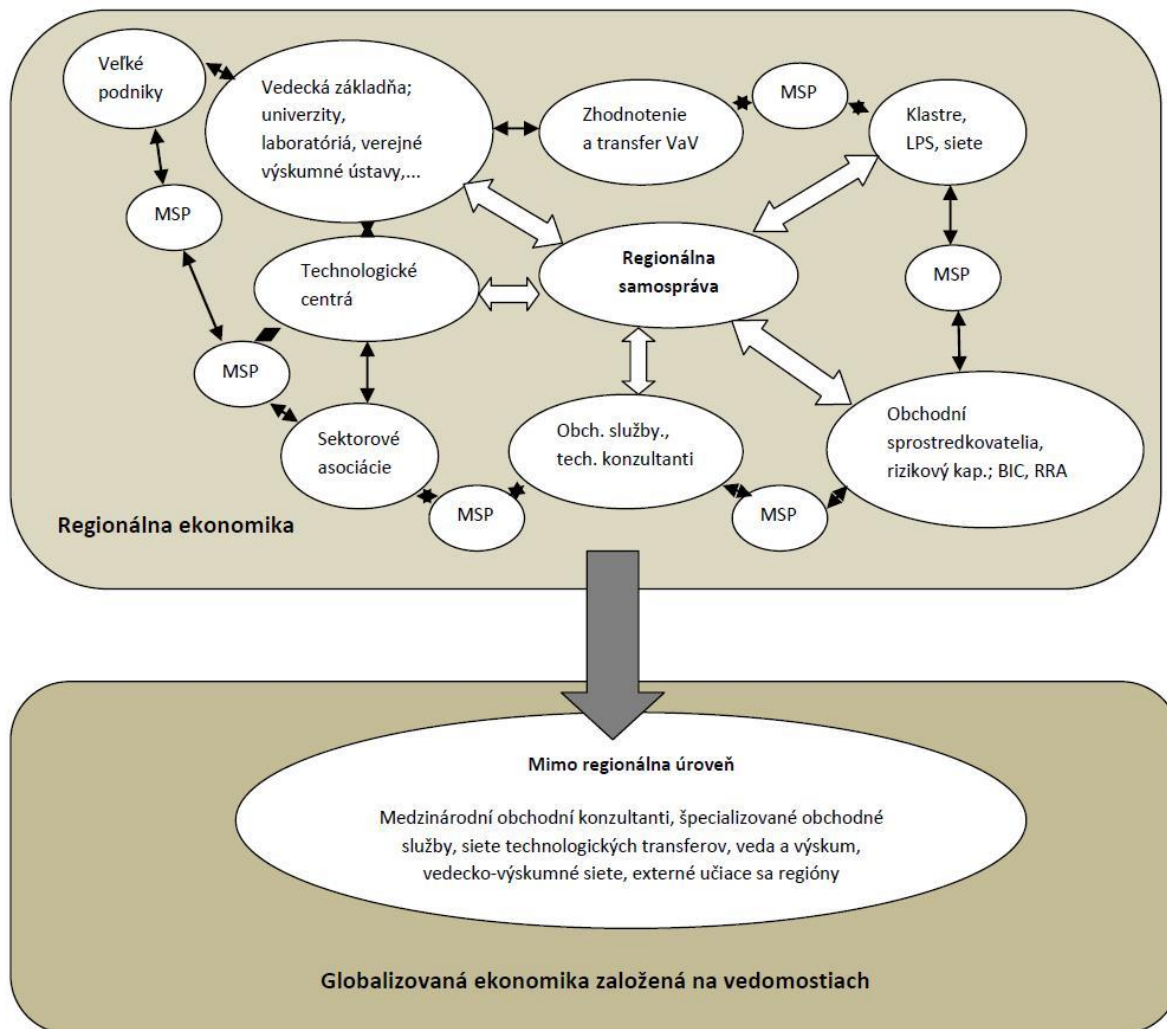 Veľké
podniky
Vedecká základňa;
univerzity,
laboratóriá, verejné
výskumné ústavy,...
Zhodnotenie
a transfer VaV
MSP
Klastre,
LPS, siete
MSP
Technologické
centrá
Regionálna
samospráva
MSP
MSP
Sektorové
asociácie
Obch. služby.,
tech. konzultanti
Obchodní
sprostredkovatelia,
rizikový kap.; BIC, RRA
MSP
MSP
Regionálna ekonomika
Mimo regionálna úroveň
Medzinárodní obchodní konzultanti, špecializované obchodné
služby, siete technologických transferov, veda a výskum,
vedecko-výskumné siete, externé učiace sa regióny
Globalizovaná ekonomika založená na vedomostiach